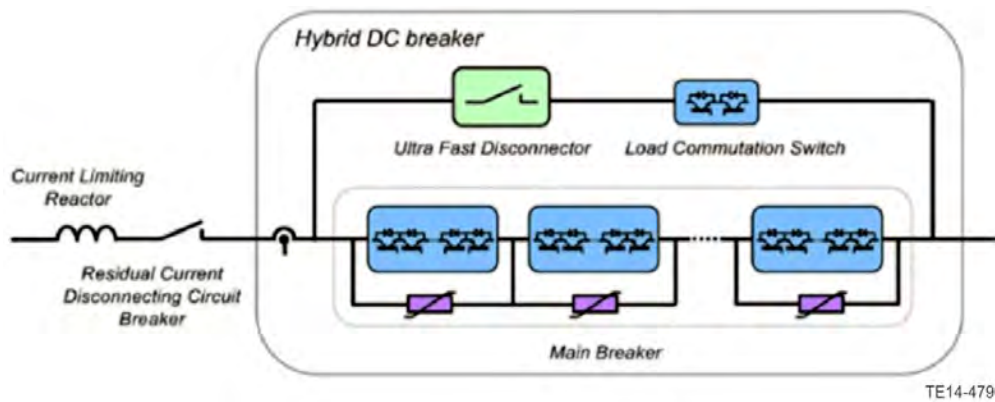 Hybrid DC breaker
Ultra Fast Disconnector
Load Commutation Switch
Current Limiting
Reactor
Residual Current
Disconnecting Circuit
Breaker
Main Breaker
TE14-479